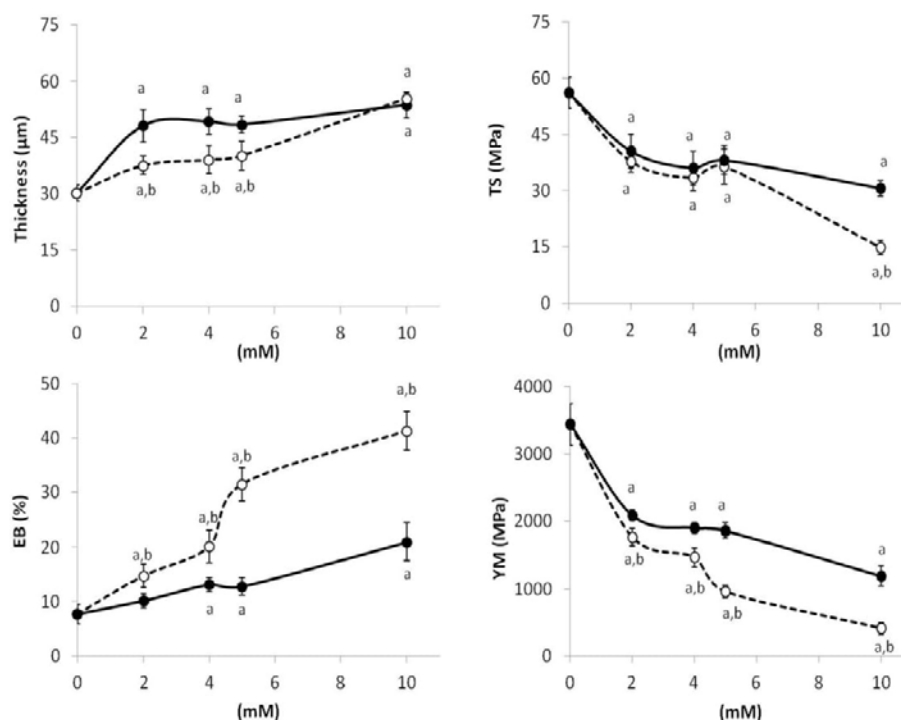 75
60
45
30
15
0
Thickness (μm)
a
a
a
a
a,b
a,b
a,b
a
0
2
4
6
8
10
(mM)
75
60
45
30
15
0
TS (MPa)
a
a
a
a
a
a
a
a,b
0
2
4
6
8
10
(mM)
50
40
30
20
10
0
EB (%)
a,b
a,b
a,b
a,b
a
a
a
0
2
4
6
8
10
(mM)
4000
3000
2000
1000
0
YM (MPa)
a
a
a
a
a,b
a,b
a,b
a,b
0
2
4
6
8
10
(mM)